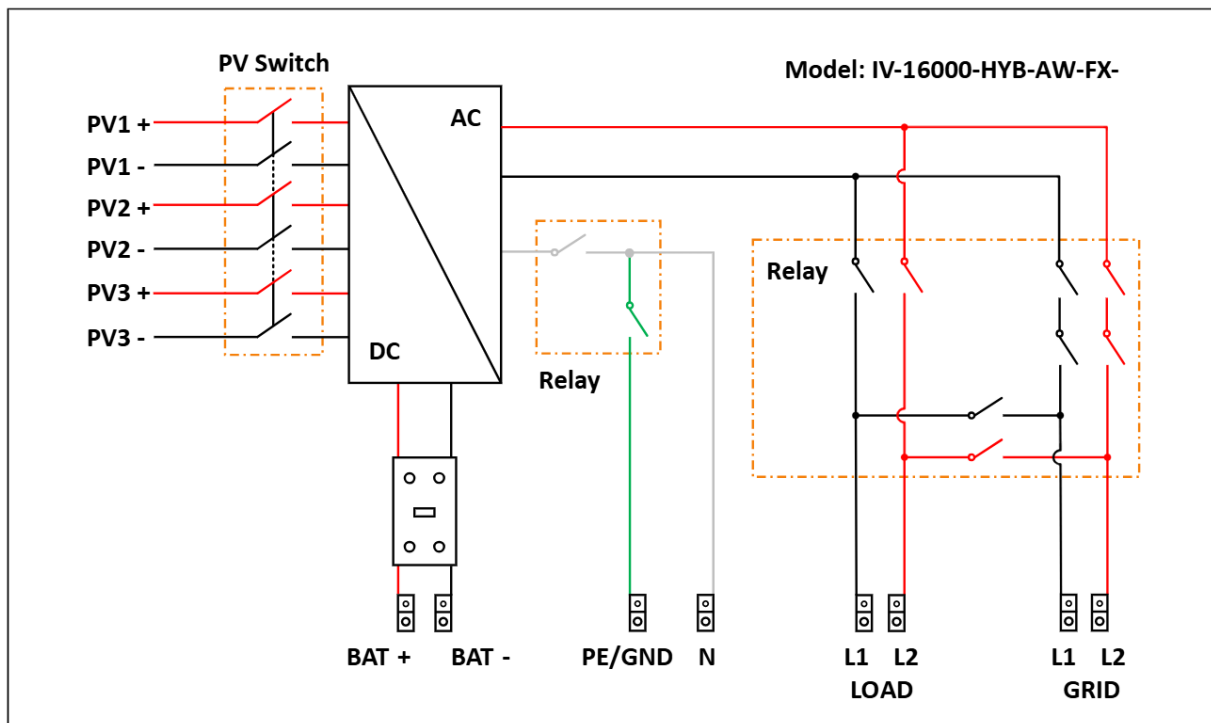 PV Switch
Model: IV-16000-HYB-AW-FX-
PV1 +
PV1 -
PV2 +
PV2 -
PV3 +
PV3 -
AC
DC
Relay
Relay
BAT +
BAT -
PE/GND
N
L1
L2
LOAD
L1
L2
GRID